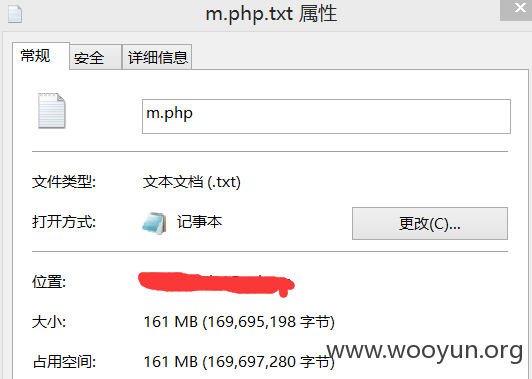 m.php.txt 属性
常规 安全 详细信息
m.php
文件类型: 文本文档 (.txt)
打开方式: 记事本 更改(C)...
位置:
大小: 161 MB (169,695,198 字节)
占用空间: 161 MB (169,697,280 字节)
www.wooyun.org